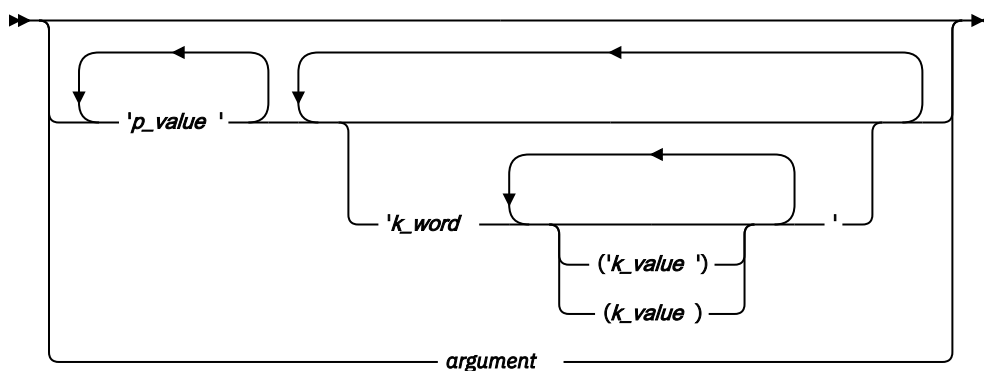 'p_value '
'k_word '
('k_value ')
(k_value )
argument